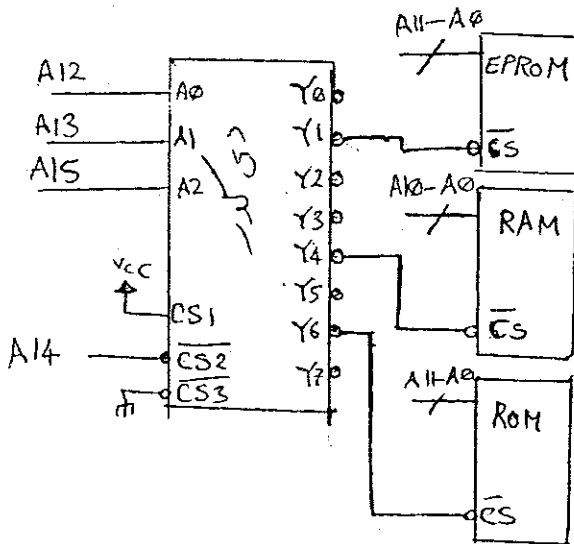 A11-A0
EPROM
A12
A0
Y0
A13
A1
Y1
CS
A15
A2
Y2
A10-A0
Y3
RAM
Y4
Vcc
CS1
Y5
Y6
CS
A14
CS2
Y7
A11-A0
CS3
ROM
CS